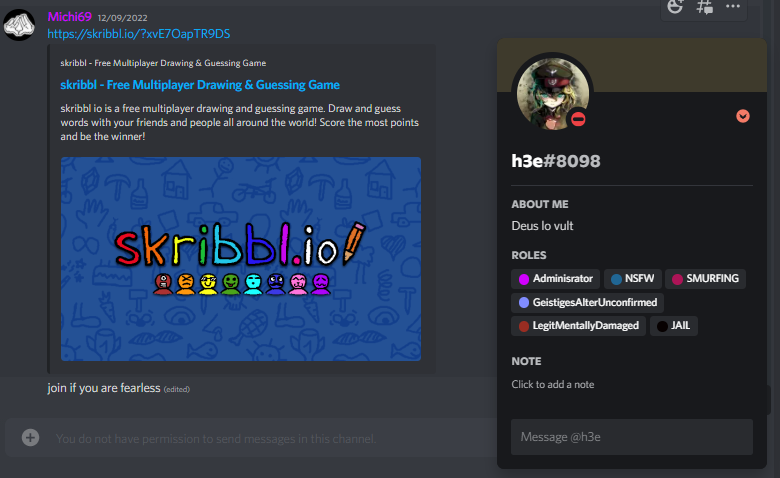 Michi69 12/09/2022
https://skribbl.io/?xvE7OapTR9DS
skribbl - Free Multiplayer Drawing & Guessing Game
skribbl - Free Multiplayer Drawing & Guessing Game
skribbl io is a free multiplayer drawing and guessing game. Draw and guess
words with your friends and people all around the world! Score the most points
and be the winner!
skribbl.io
join if you are fearless (edited)
You do not have permission to send messages in this channel.
h3e#8098
ABOUT ME
Deus lo vult
ROLES
Adminisrator NSFW SMURFING
GeistigesAlterUnconfirmed
LegitMentallyDamaged JAIL
NOTE
Click to add a note
Message @h3e